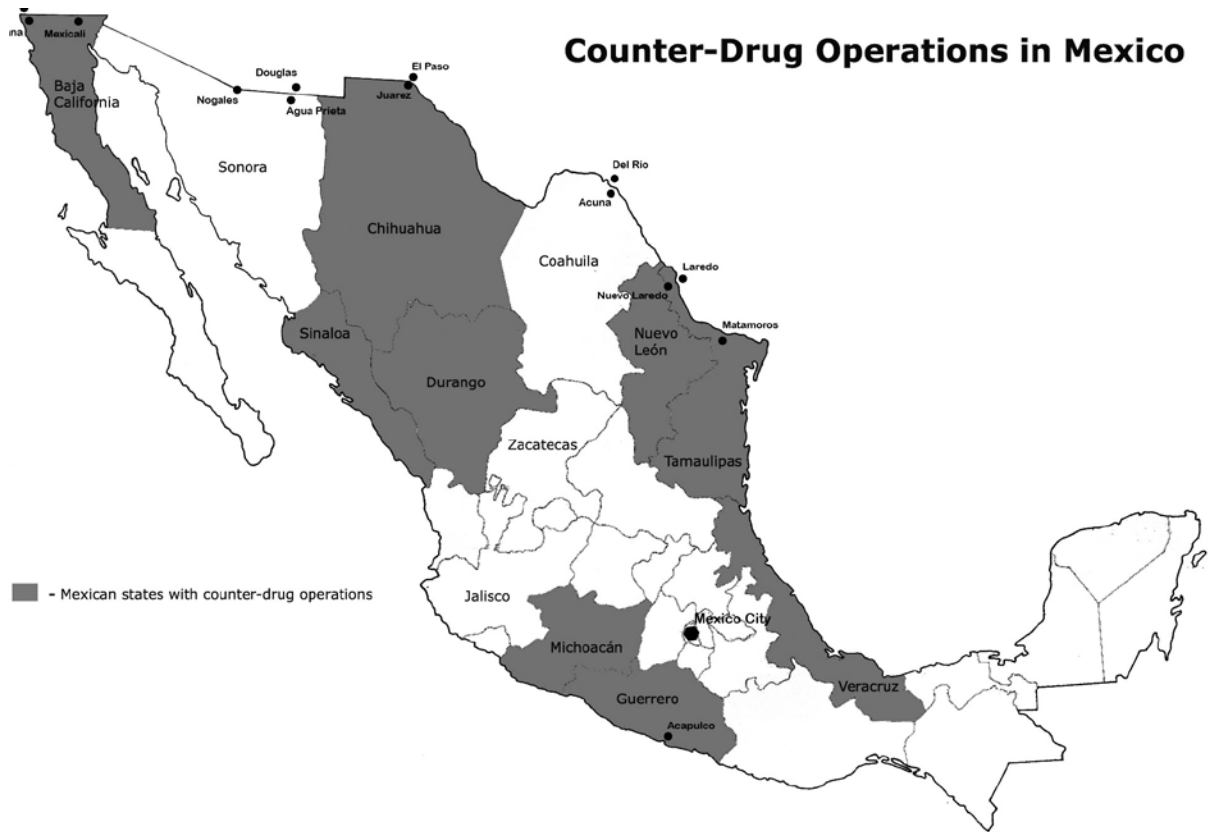 Counter-Drug Operations in Mexico
Mexicali
Baja
California
Nogales
Douglas
Agua Prieta
El Paso
Juarez
Sonora
Chihuahua
Del Rio
Acuna
Coahuila
Laredo
Nuevo Laredo
Matamoros
Nuevo
León
Sinaloa
Durango
Zacatecas
Tamaulipas
- Mexican states with counter-drug operations
Jalisco
Mexico City
Michoacán
Guerrero
Veracruz
Acapulco